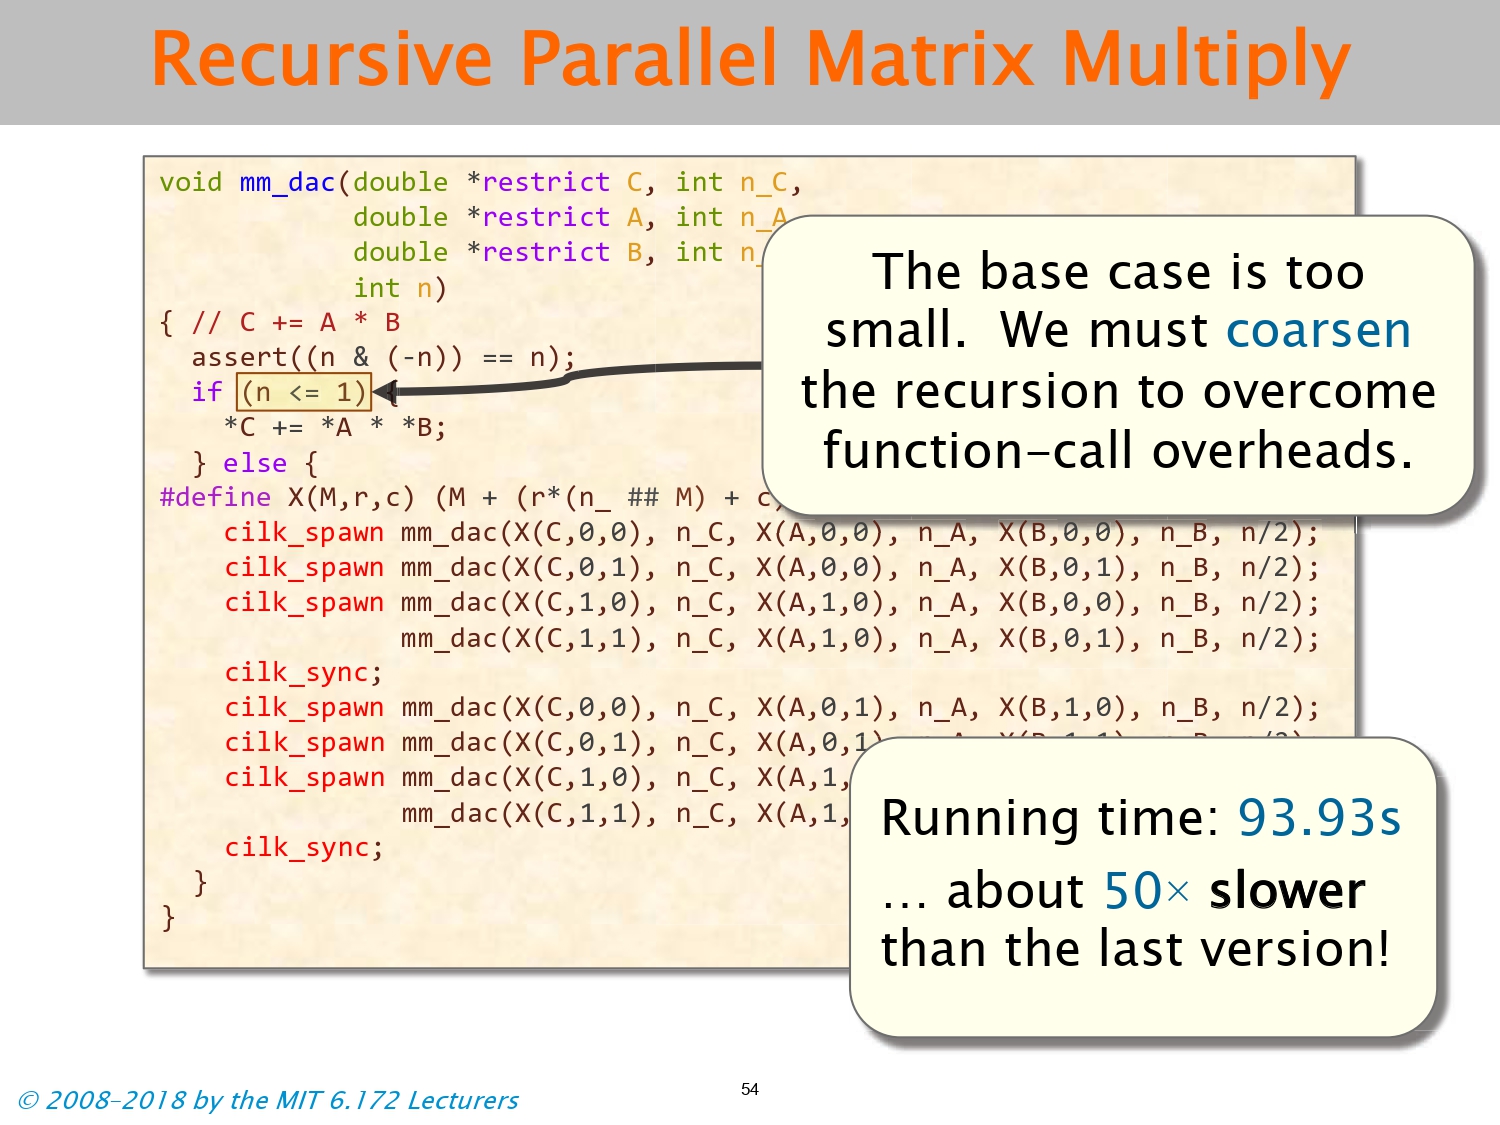 Recursive Parallel Matrix Multiply
void mm_dac(double *restrict C, int n_C,
double *restrict A, int n_A
double *restrict B, int n_
int n)
{ // C += A * B
assert((n & (-n)) == n);
if (n <= 1) {
*C += *A * *B;
} else {
#define X(M,r,c) (M + (r*(n_ ## M) + c)
cilk_spawn mm_dac(X(C,0,0), n_C, X(A,0,0), n_A, X(B,0,0), n_B, n/2);
cilk_spawn mm_dac(X(C,0,1), n_C, X(A,0,0), n_A, X(B,0,1), n_B, n/2);
cilk_spawn mm_dac(X(C,1,0), n_C, X(A,1,0), n_A, X(B,0,0), n_B, n/2);
mm_dac(X(C,1,1), n_C, X(A,1,0), n_A, X(B,0,1), n_B, n/2);
cilk_sync;
cilk_spawn mm_dac(X(C,0,0), n_C, X(A,0,1), n_A, X(B,1,0), n_B, n/2);
cilk_spawn mm_dac(X(C,0,1), n_C, X(A,0,1)
cilk_spawn mm_dac(X(C,1,0), n_C, X(A,1,
mm_dac(X(C,1,1), n_C, X(A,1,
cilk_sync;
}
}
The base case is too
small. We must coarsen
the recursion to overcome
function-call overheads.
Running time: 93.93s
… about 50× slower
than the last version!
© 2008-2018 by the MIT 6.172 Lecturers
54